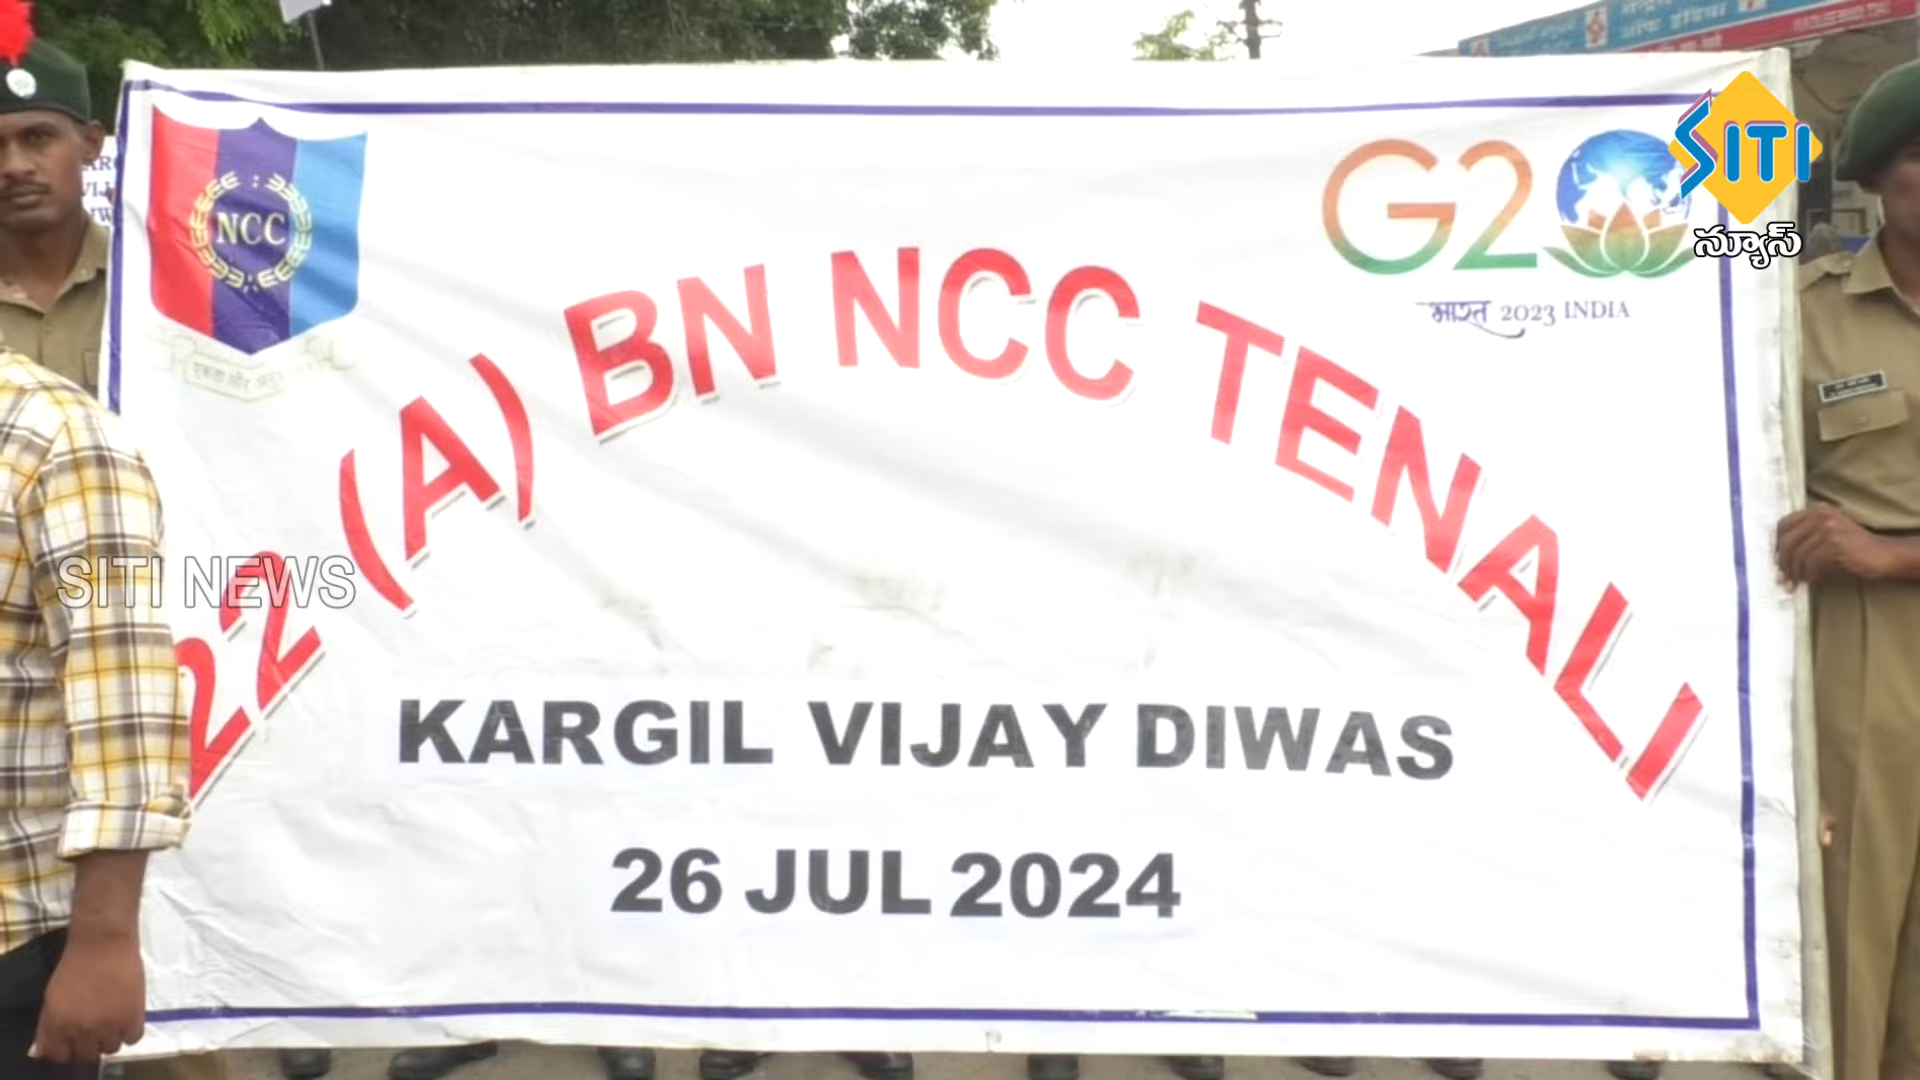 SITI
న్యూస్
NCC
G20
भारत 2023 INDIA
22 (A) BN NCC TENALI
SITI NEWS
KARGIL VIJAY DIWAS
26 JUL 2024